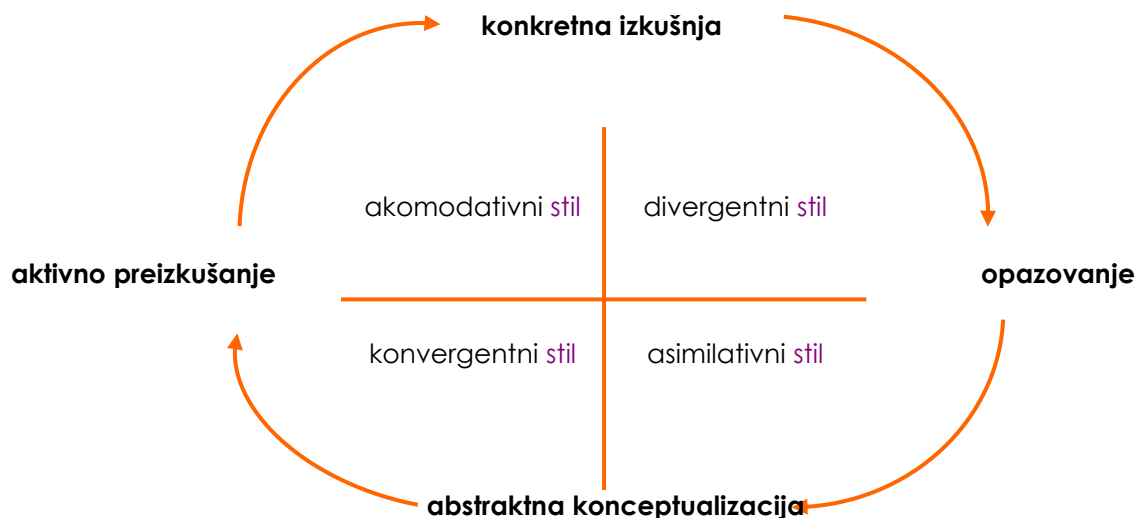 konkretna izkušnja
akomodativni stil
divergentni stil
aktivno preizkušanje
opazovanje
konvergentni stil
asimilativni stil
abstraktna konceptualizacija